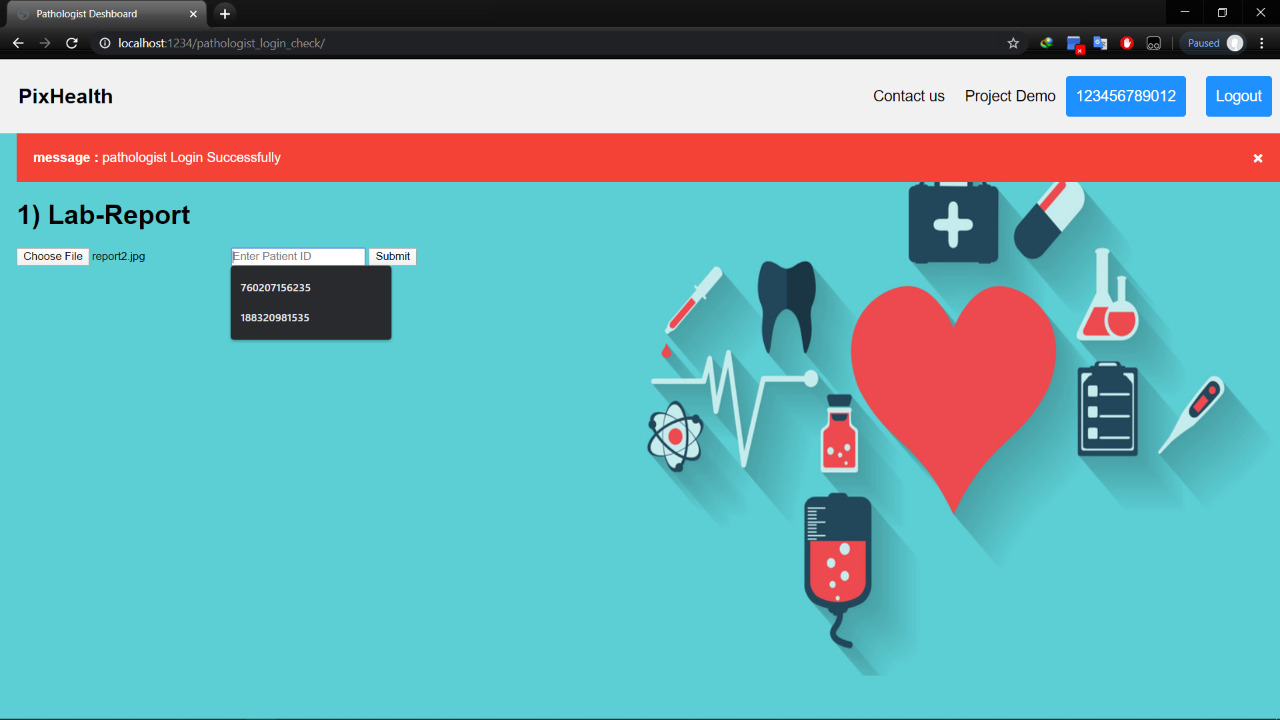 Pathologist Deshboard
localhost:1234/pathologist_login_check/
Paused
PixHealth
Contact us
Project Demo
123456789012
Logout
message : pathologist Login Successfully
1) Lab-Report
Choose File report2.jpg
Enter Patient ID
Submit
760207156235
188320981535